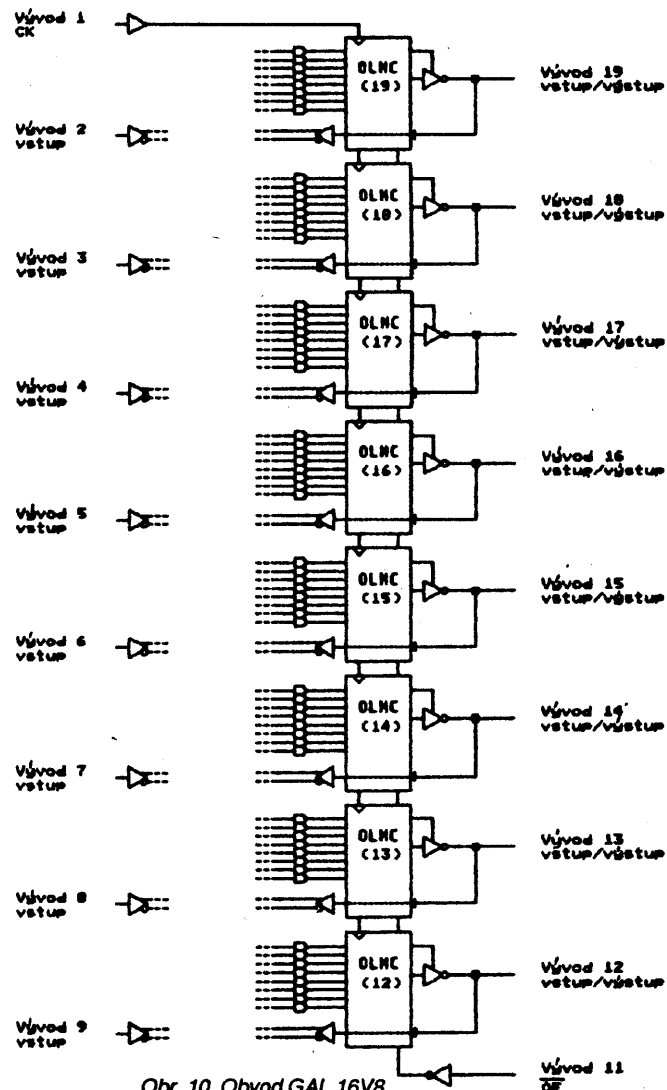 Vývod 1
CK
OLMC
(19)
Vývod 19
vstup/výstup
Vývod 2
vstup
OLMC
(18)
Vývod 18
vstup/výstup
Vývod 3
vstup
OLMC
(17)
Vývod 17
vstup/výstup
Vývod 4
vstup
OLMC
(16)
Vývod 16
vstup/výstup
Vývod 5
vstup
OLMC
(15)
Vývod 15
vstup/výstup
Vývod 6
vstup
OLMC
(14)
Vývod 14
vstup/výstup
Vývod 7
vstup
OLMC
(13)
Vývod 13
vstup/výstup
Vývod 8
vstup
OLMC
(12)
Vývod 12
vstup/výstup
Vývod 9
vstup
Vývod 11
OE
Obr. 10. Obvod GAL 16V8